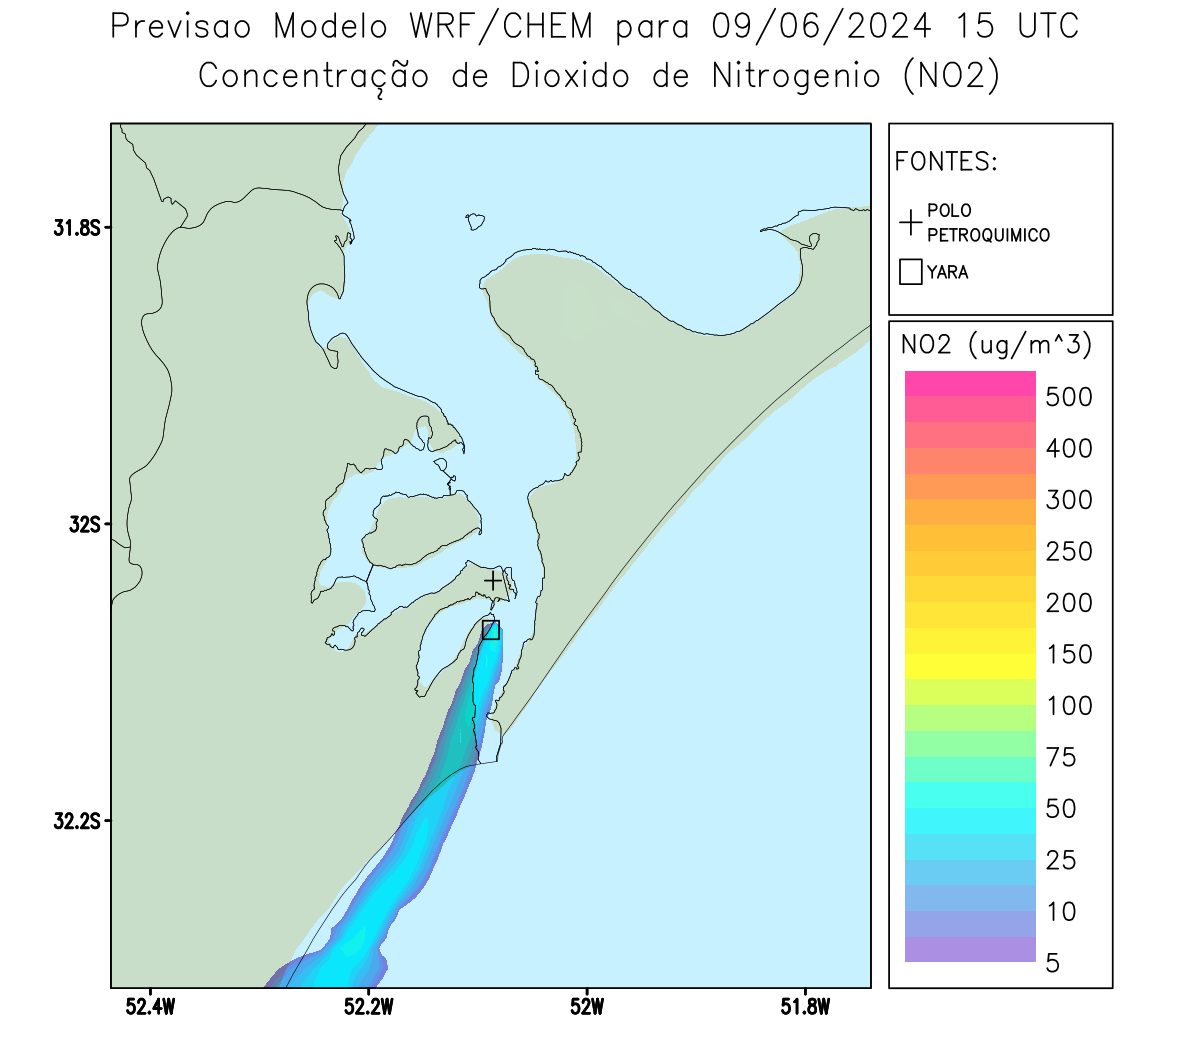 Previsao Modelo WRF/CHEM para 09/06/2024 15 UTC
Concentração de Dioxido de Nitrogenio (NO2)
FONTES:
POLO
PETROQUIMICO
YARA
NO2 (ug/m^3)
500
400
300
250
200
150
100
75
50
25
10
5
31.8S
32S
32.2S
52.4W
52.2W
52W
51.8W